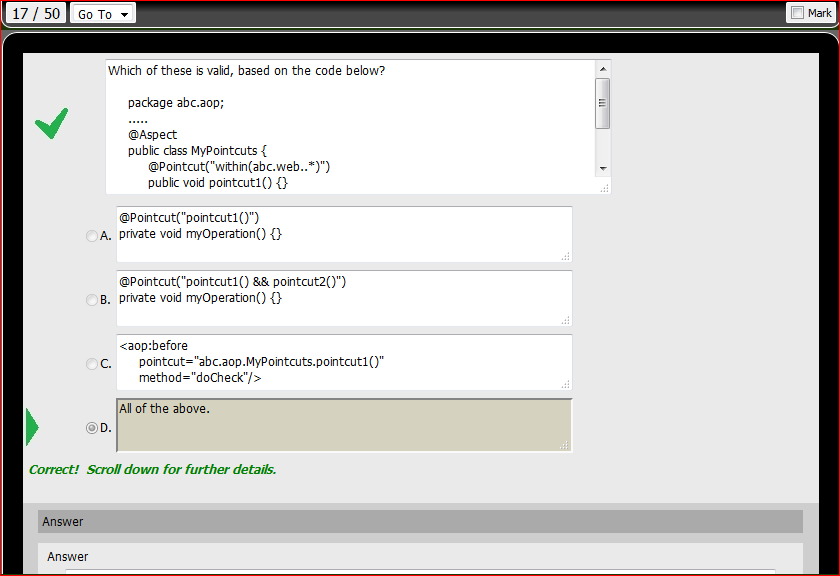 17 / 50 Go To Mark
Which of these is valid, based on the code below?
package abc.aop;
.....
@Aspect
public class MyPointcuts {
@Pointcut("within(abc.web..*)")
public void pointcut1() {}
A. @Pointcut("pointcut1()")
private void myOperation() {}
B. @Pointcut("pointcut1() && pointcut2()")
private void myOperation() {}
<aop:before
C. pointcut="abc.aop.MyPointcuts.pointcut1()"
method="doCheck"/>
All of the above.
D.
Correct! Scroll down for further details.
Answer
Answer